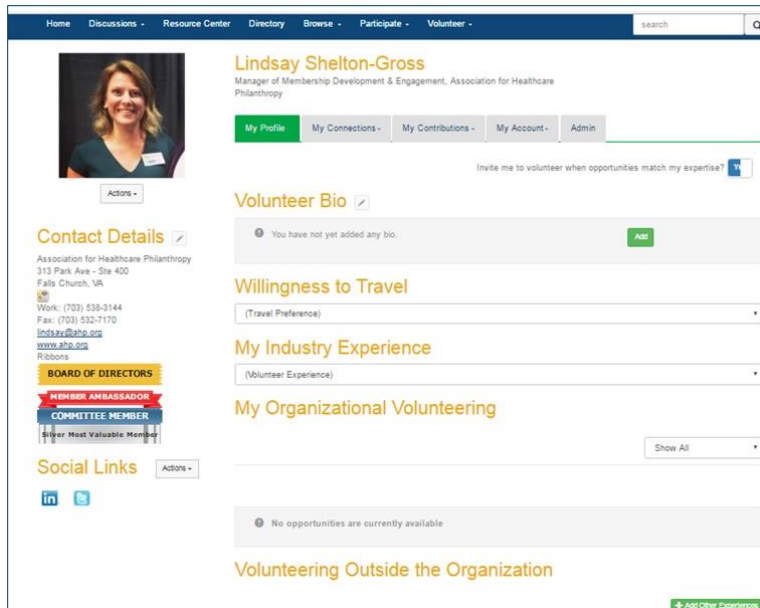 Home Discussions Resource Center Directory Browse Participate Volunteer search
Lindsay Shelton-Gross
Manager of Membership Development & Engagement, Association for Healthcare
Philanthropy
My Profile My Connections My Contributions My Account Admin
Invite me to volunteer when opportunities match my expertise?
Actions
Volunteer Bio
You have not yet added any bio. Add
Contact Details
Association for Healthcare Philanthropy
313 Park Ave - Ste 400
Falls Church, VA
Work: (703) 538-3144
Fax: (703) 532-7170
lindsay@ahp.org
www.ahp.org
Ribbons
BOARD OF DIRECTORS
MEMBER AMBASSADOR
COMMITTEE MEMBER
Silver Most Valuable Member
Social Links Actions
in
Willingness to Travel
(Travel Preference)
My Industry Experience
(Volunteer Experience)
My Organizational Volunteering
Show All
No opportunities are currently available
Volunteering Outside the Organization
+ Add Other Experiences